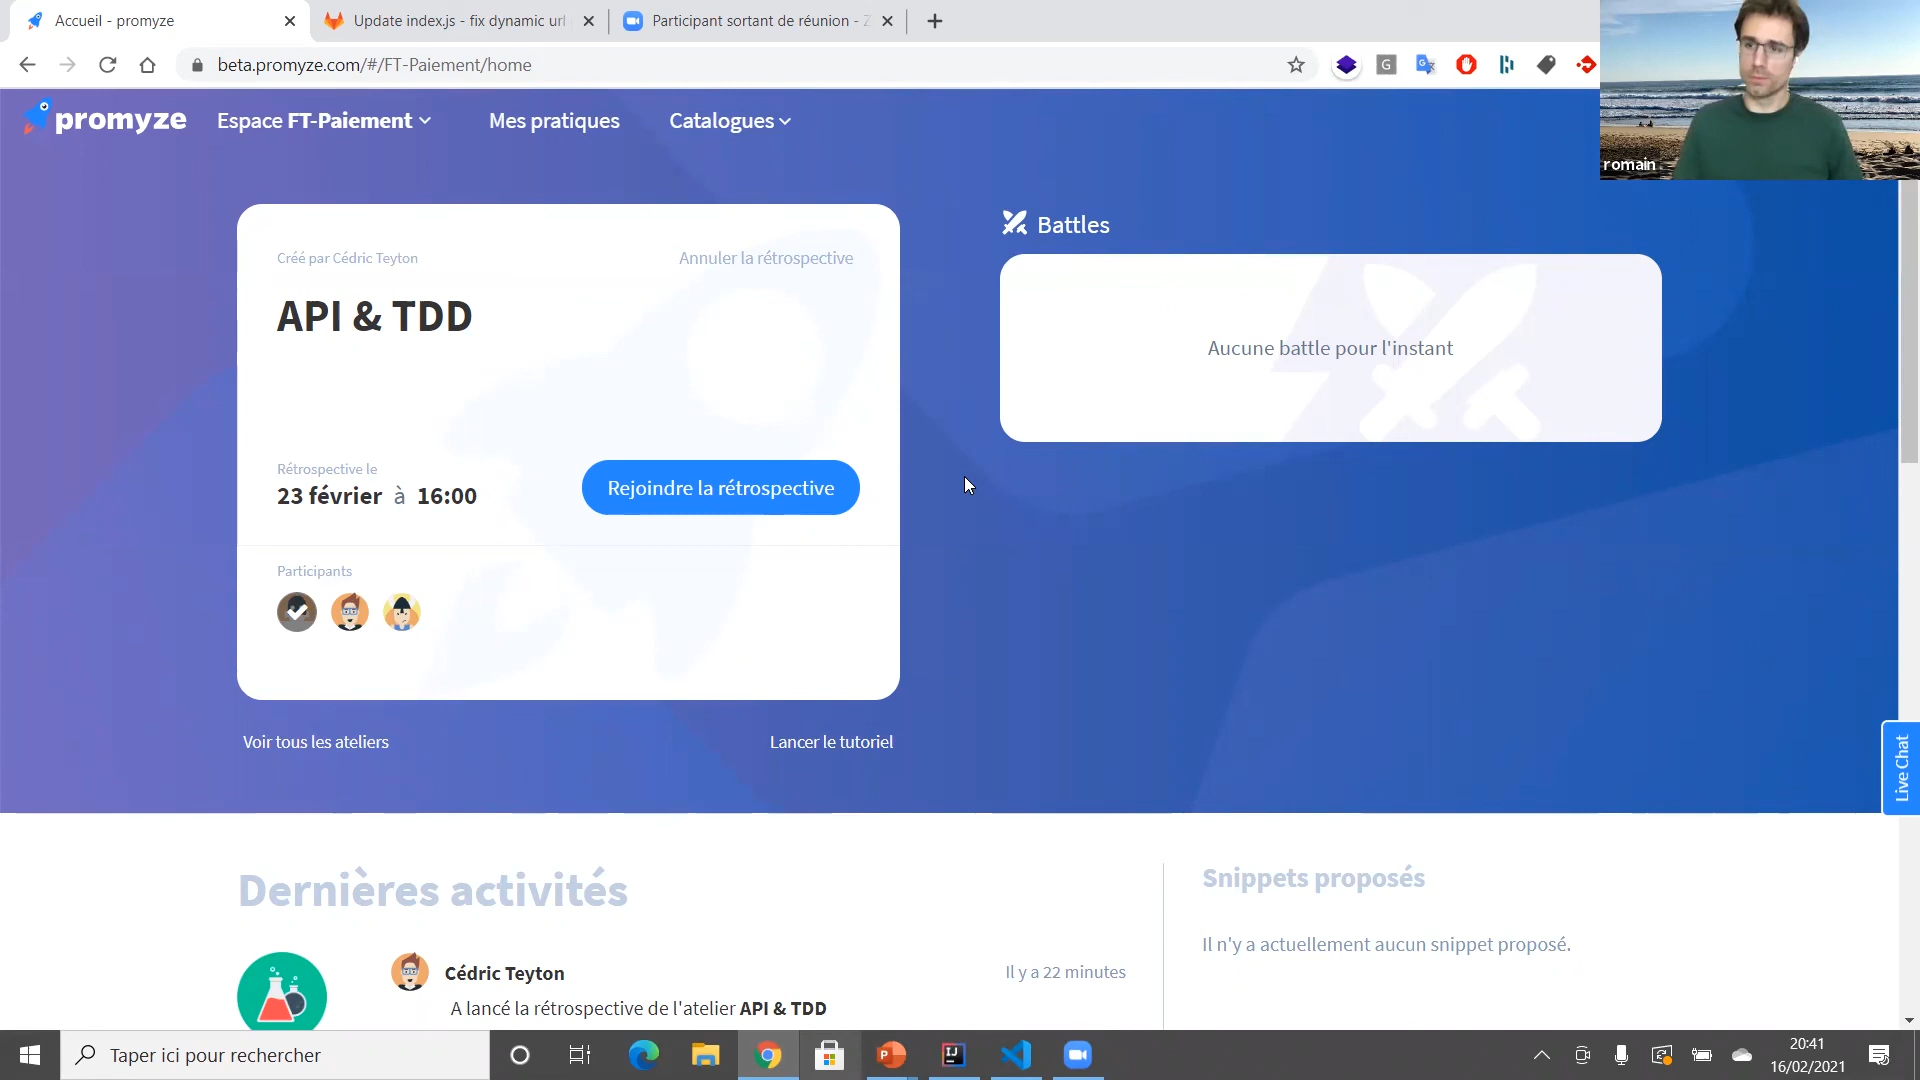 Accueil - promyze
Update index.js - fix dynamic url
Participant sortant de réunion - Z
beta.promyze.com/#/FT-Paiement/home
romain
promyze
Espace FT-Paiement
Mes pratiques
Catalogues
Créé par Cédric Teyton
Annuler la rétrospective
API & TDD
Rétrospective le
23 février à 16:00
Rejoindre la rétrospective
Participants
Voir tous les ateliers
Lancer le tutoriel
Battles
Aucune battle pour l'instant
Live Chat
Dernières activités
Cédric Teyton
Il y a 22 minutes
A lancé la rétrospective de l'atelier API & TDD
Snippets proposés
Il n'y a actuellement aucun snippet proposé.
Taper ici pour rechercher
20:41
16/02/2021